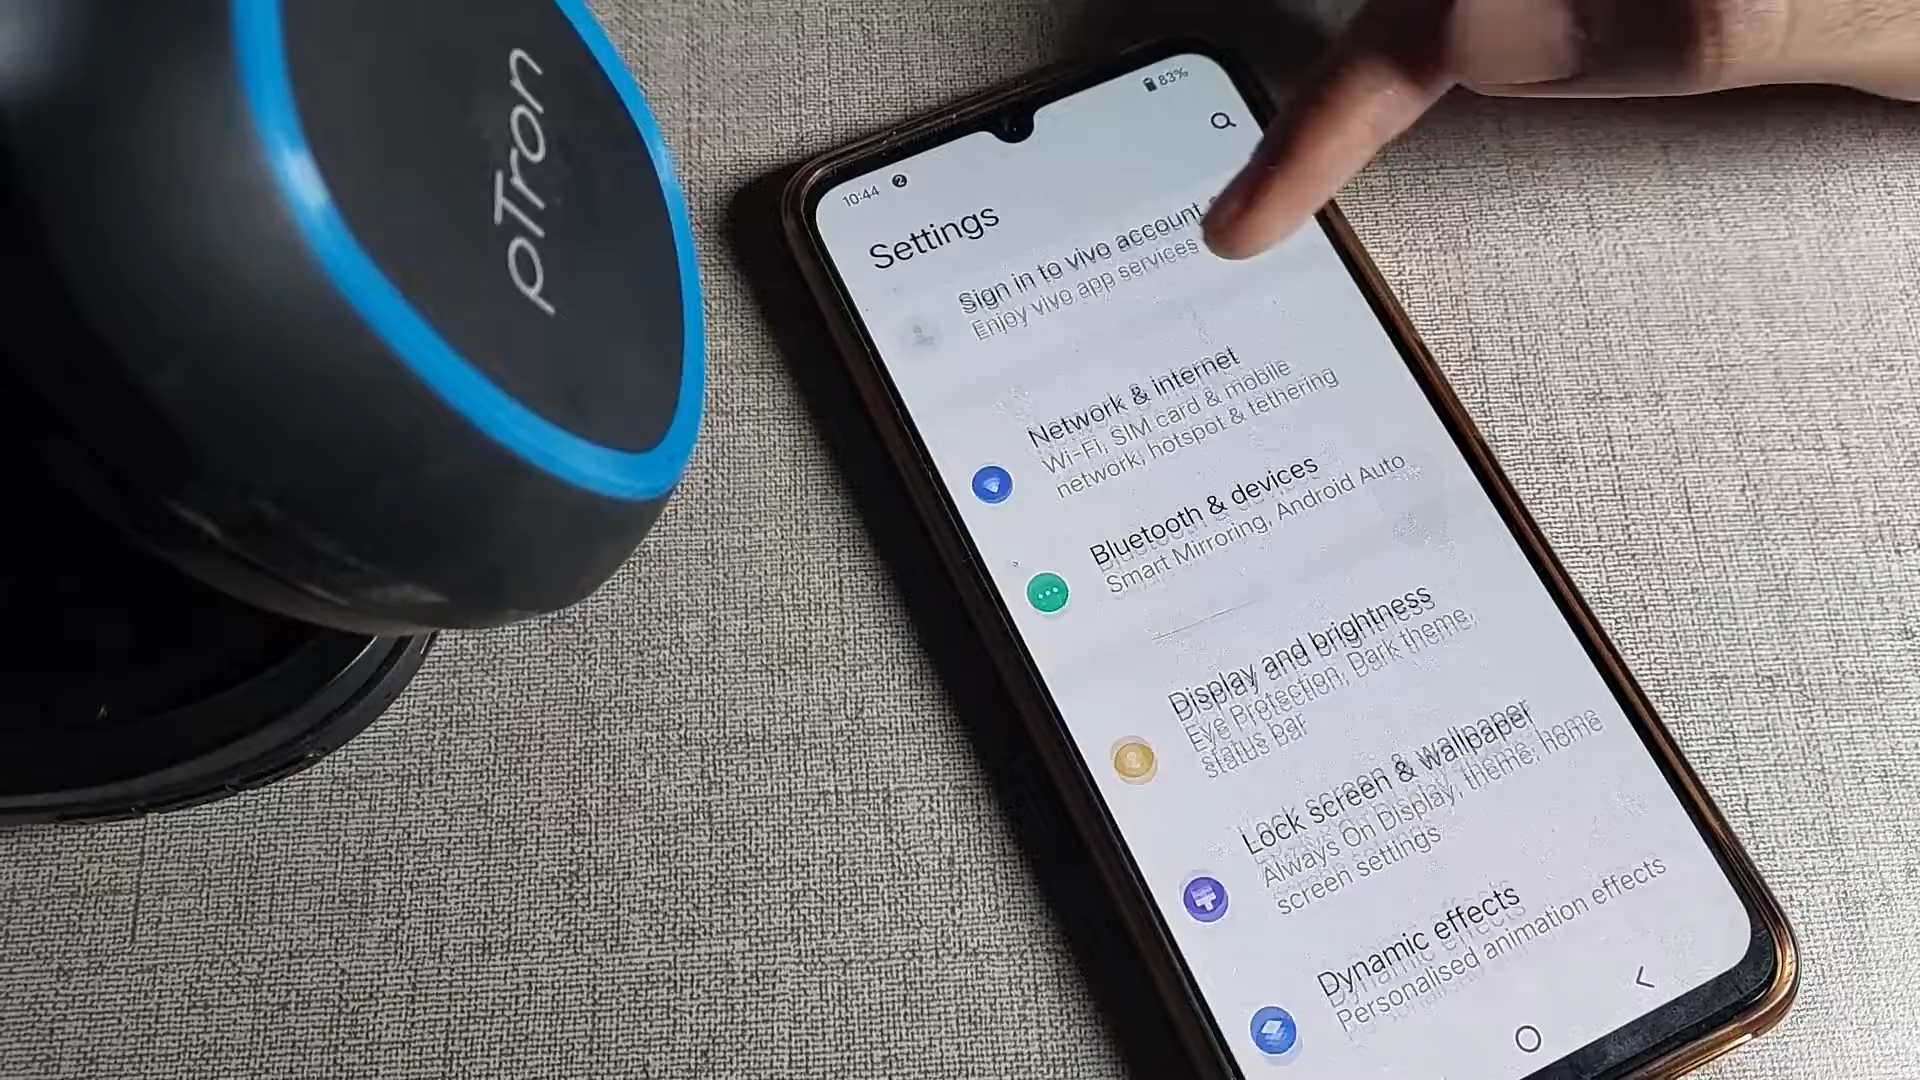 pTron
83%
10:44 2
Settings
Sign in to vivo account
Enjoy vivo app services
Network & internet
Wi-Fi, SIM card & mobile
network, hotspot & tethering
Bluetooth & devices
Smart Mirroring, Android Auto
Display and brightness
Eye Protection, Dark theme,
status bar
Lock screen & wallpaper
Always On Display, theme, home
screen settings
Dynamic effects
Personalised animation effects